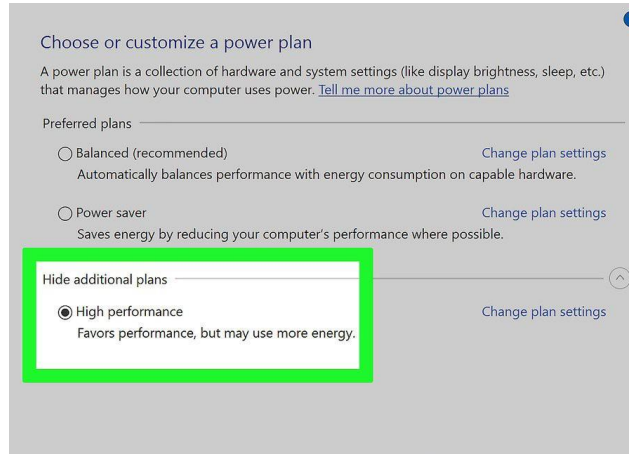 Choose or customize a power plan
A power plan is a collection of hardware and system settings (like display brightness, sleep, etc.)
that manages how your computer uses power. Tell me more about power plans
Preferred plans
Balanced (recommended) Change plan settings
Automatically balances performance with energy consumption on capable hardware.
Power saver Change plan settings
Saves energy by reducing your computer's performance where possible.
Hide additional plans
High performance Change plan settings
Favors performance, but may use more energy.